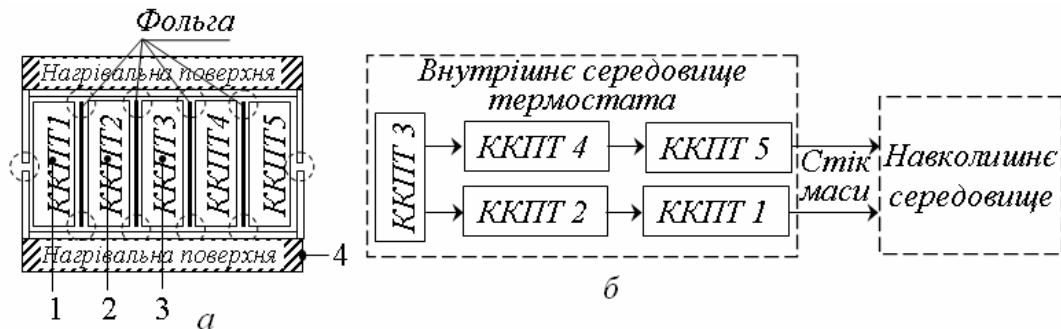 Фольга
Нагрівальна поверхня
ККПТ1
ККПТ2
ККПТ3
ККПТ4
ККПТ5
Нагрівальна поверхня
4
1 2 3
а
Внутрішнє середовище
термостата
ККПТ 3
ККПТ 4
ККПТ 5
ККПТ 2
ККПТ 1
Стік
маси
Навколишнє
середовище
б